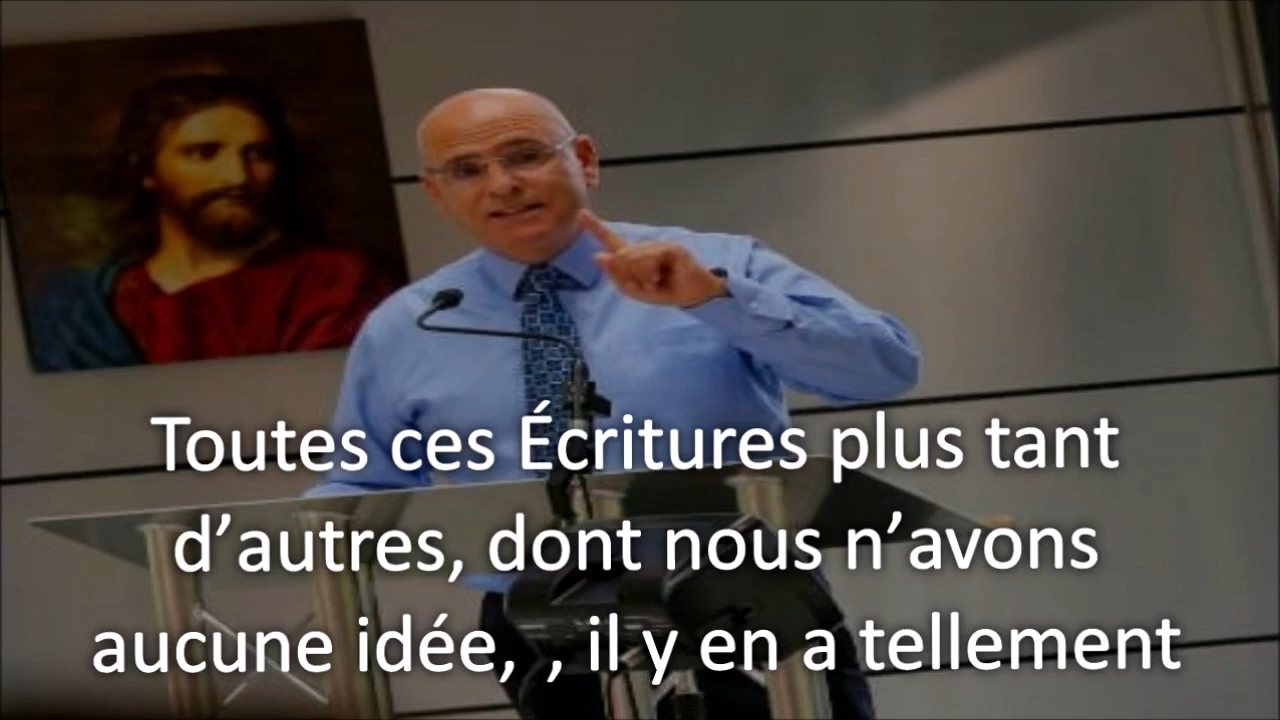 Toutes ces Écritures plus tant
d’autres, dont nous n’avons
aucune idée, , il y en a tellement